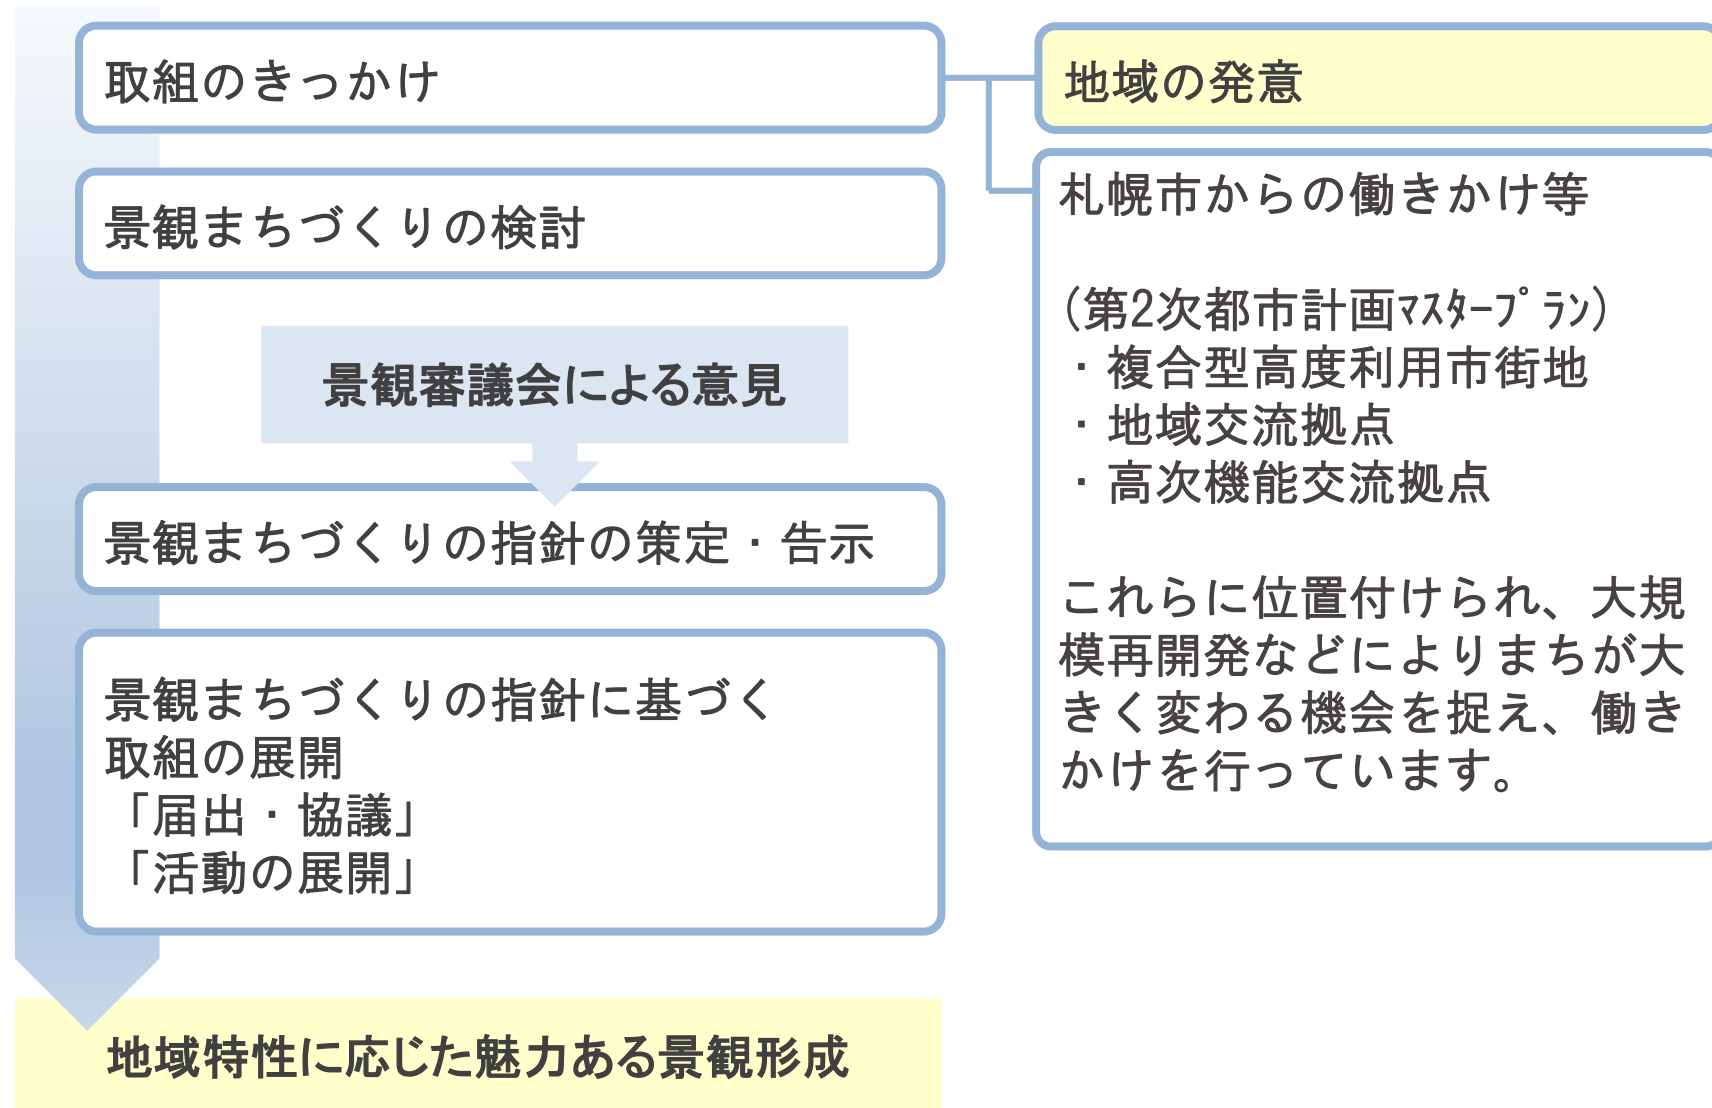 取組のきっかけ
景観まちづくりの検討
景観審議会による意見
景観まちづくりの指針の策定・告示
景観まちづくりの指針に基づく
取組の展開
「届出・協議」
「活動の展開」
地域特性に応じた魅力ある景観形成
地域の発意
札幌市からの働きかけ等
(第2次都市計画ﾏｽﾀｰﾌﾟﾗﾝ)
・複合型高度利用市街地
・地域交流拠点
・高次機能交流拠点
これらに位置付けられ、大規
模再開発などによりまちが大
きく変わる機会を捉え、働き
かけを行っています。